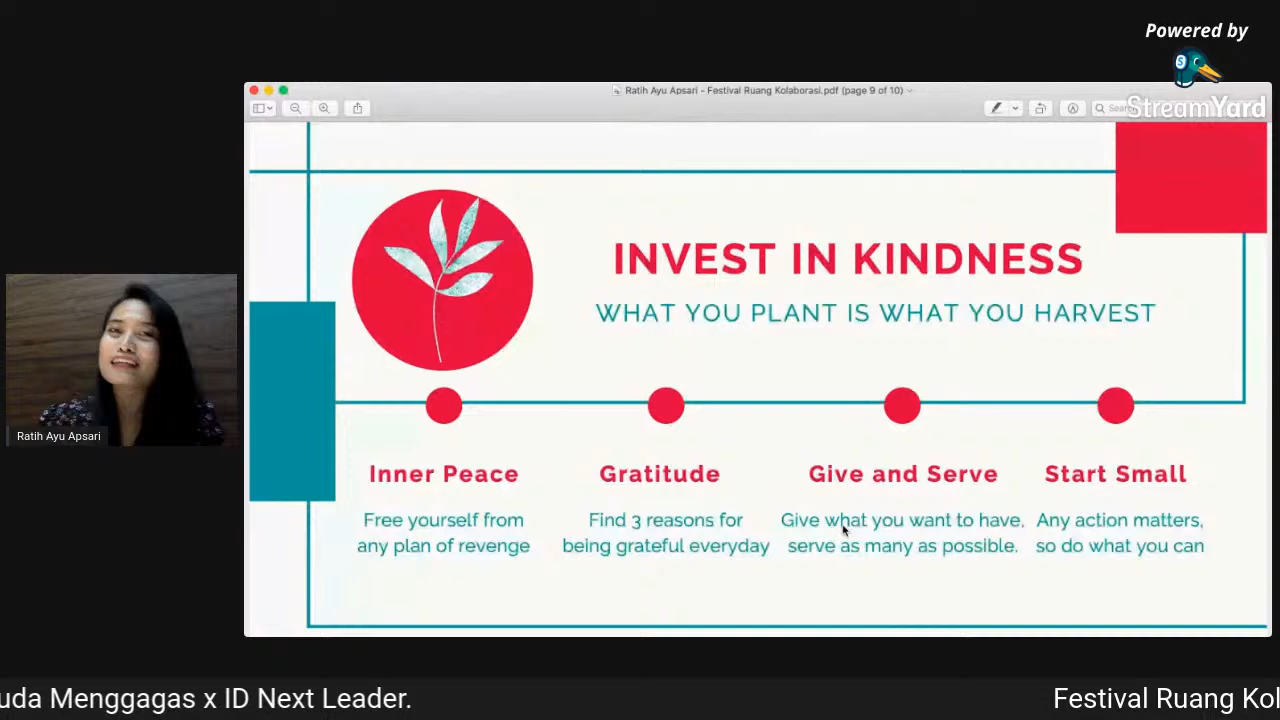 Powered by
StreamYard
Ratih Ayu Apsari - Festival Ruang Kolaborasi.pdf (page 9 of 10)
INVEST IN KINDNESS
WHAT YOU PLANT IS WHAT YOU HARVEST
Inner Peace
Free yourself from
any plan of revenge
Gratitude
Find 3 reasons for
being grateful everyday
Give and Serve
Give what you want to have,
serve as many as possible.
Start Small
Any action matters,
so do what you can
Ratih Ayu Apsari
uda Menggagas x ID Next Leader.
Festival Ruang Kol